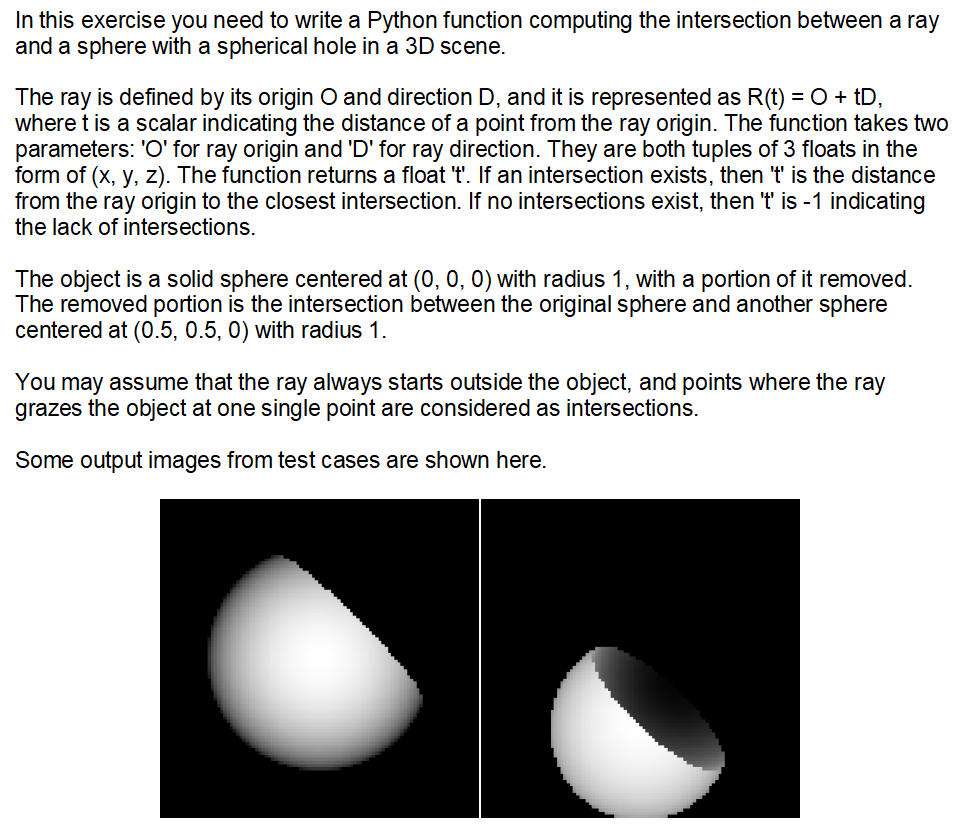 In this exercise you need to write a Python function computing the intersection between a ray
and a sphere with a spherical hole in a 3D scene.
The ray is defined by its origin O and direction D, and it is represented as R(t) = O + tD,
where t is a scalar indicating the distance of a point from the ray origin. The function takes two
parameters: 'O' for ray origin and 'D' for ray direction. They are both tuples of 3 floats in the
form of (x, y, z). The function returns a float 't'. If an intersection exists, then 't' is the distance
from the ray origin to the closest intersection. If no intersections exist, then 't' is -1 indicating
the lack of intersections.
The object is a solid sphere centered at (0, 0, 0) with radius 1, with a portion of it removed.
The removed portion is the intersection between the original sphere and another sphere
centered at (0.5, 0.5, 0) with radius 1.
You may assume that the ray always starts outside the object, and points where the ray
grazes the object at one single point are considered as intersections.
Some output images from test cases are shown here.